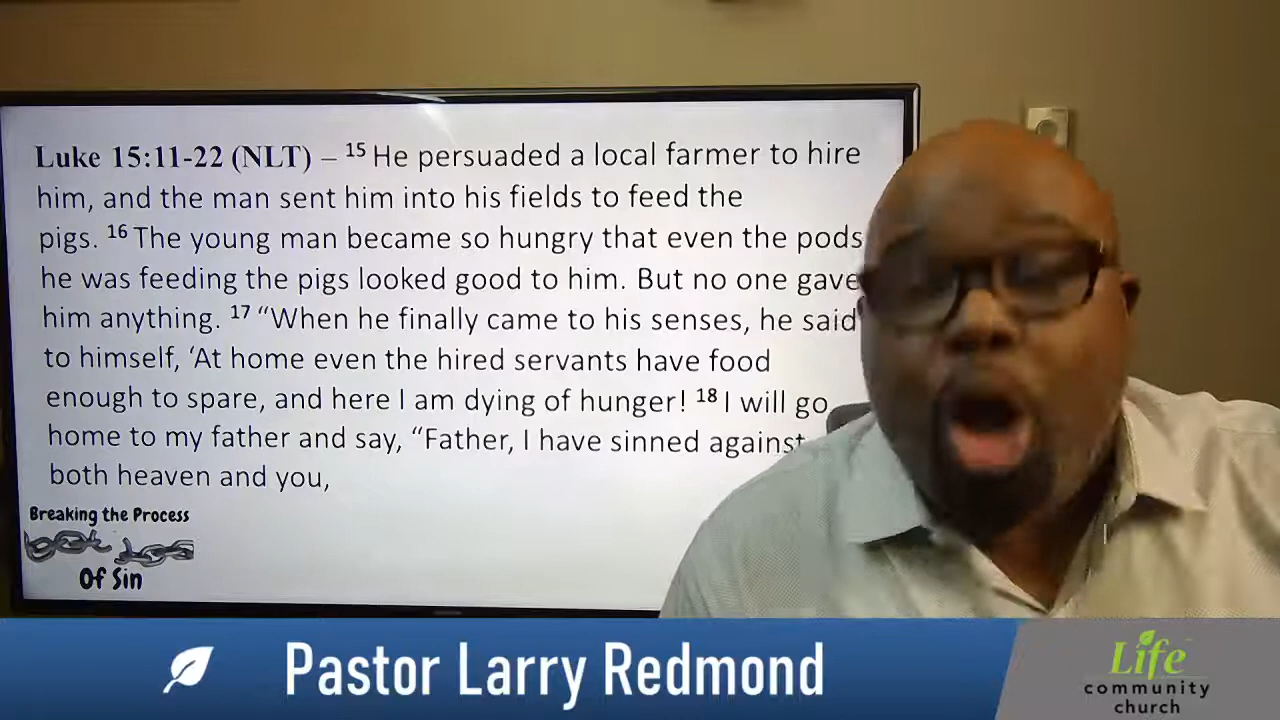 Luke 15:11-22 (NLT) – 15 He persuaded a local farmer to hire
him, and the man sent him into his fields to feed the
pigs. 16 The young man became so hungry that even the pods
he was feeding the pigs looked good to him. But no one gave
him anything. 17 “When he finally came to his senses, he said
to himself, ‘At home even the hired servants have food
enough to spare, and here I am dying of hunger! 18 I will go
home to my father and say, “Father, I have sinned against
both heaven and you,
Breaking the Process
Of Sin
Pastor Larry Redmond
Life
community
church